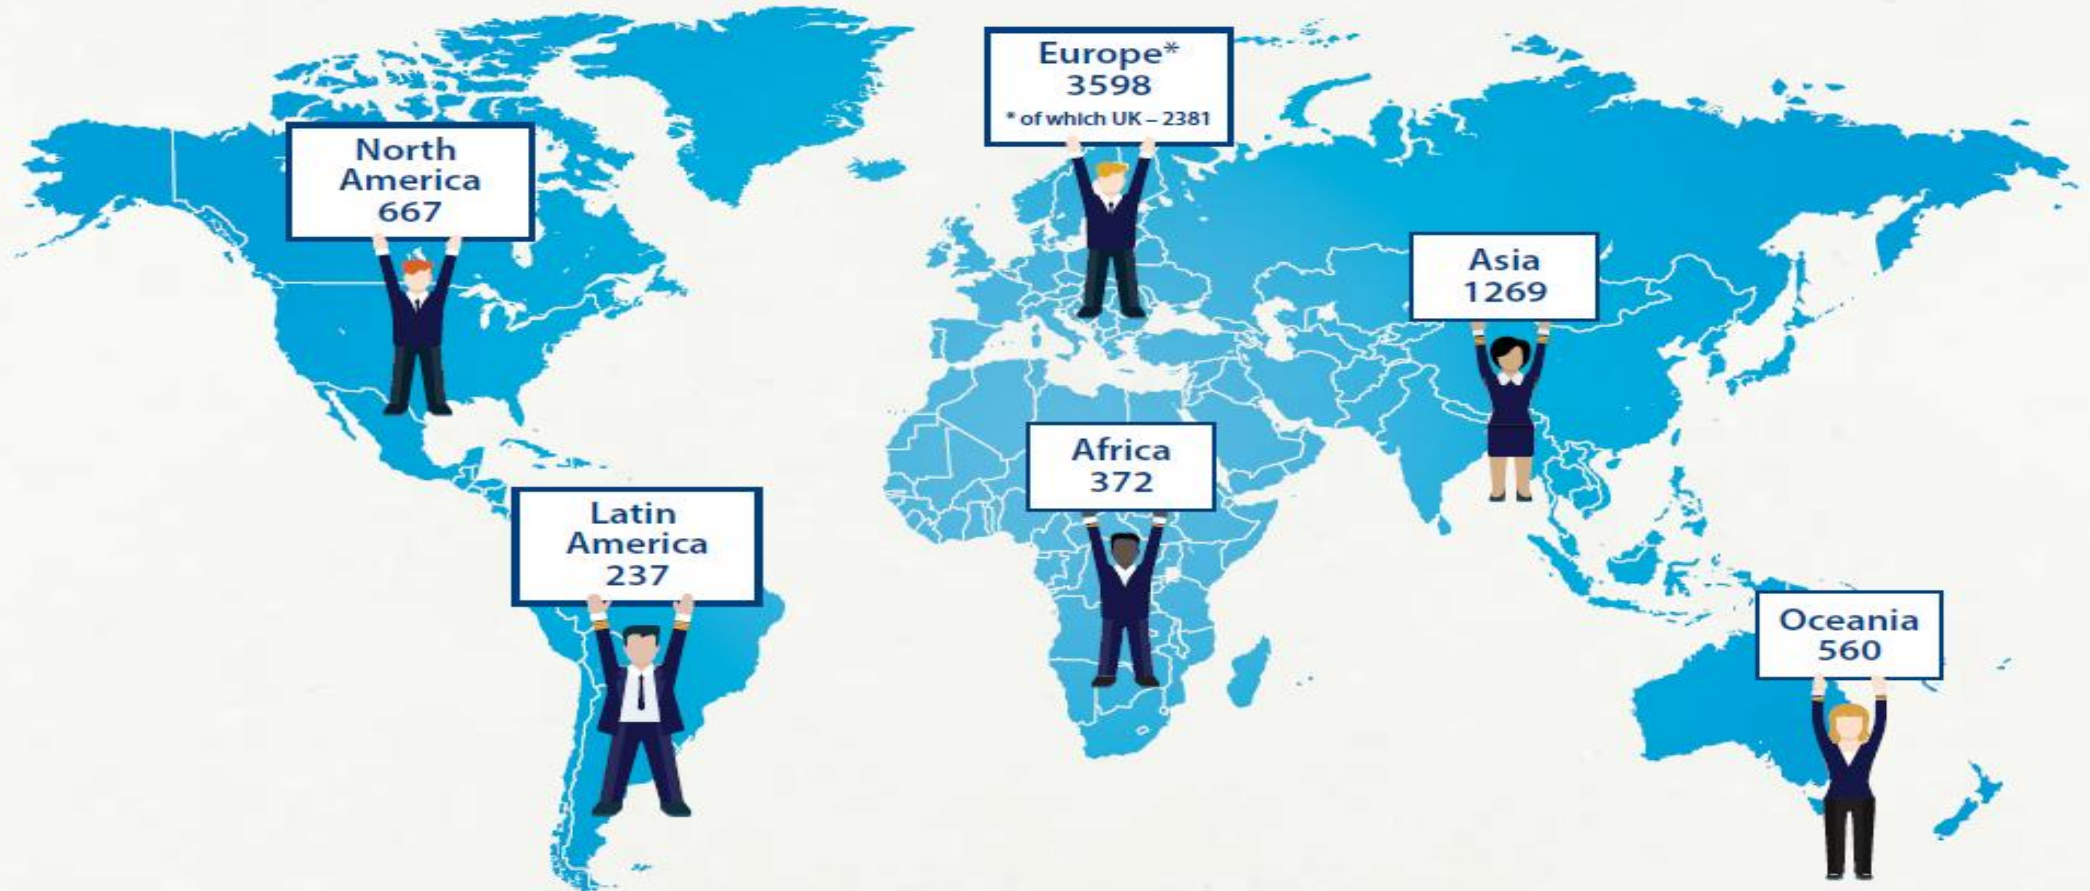 Europe*
3598
* of which UK – 2381
North
America
667
Asia
1269
Africa
372
Latin
America
237
Oceania
560